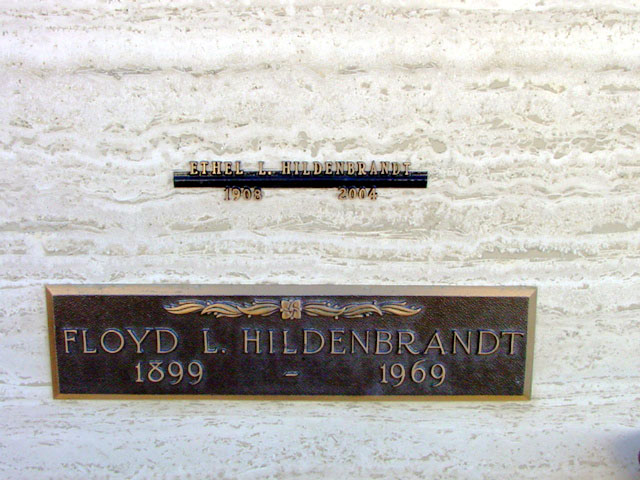 ETHEL L. HILDENBRANDT
1908 2004
FLOYD L. HILDENBRANDT
1899 - 1969